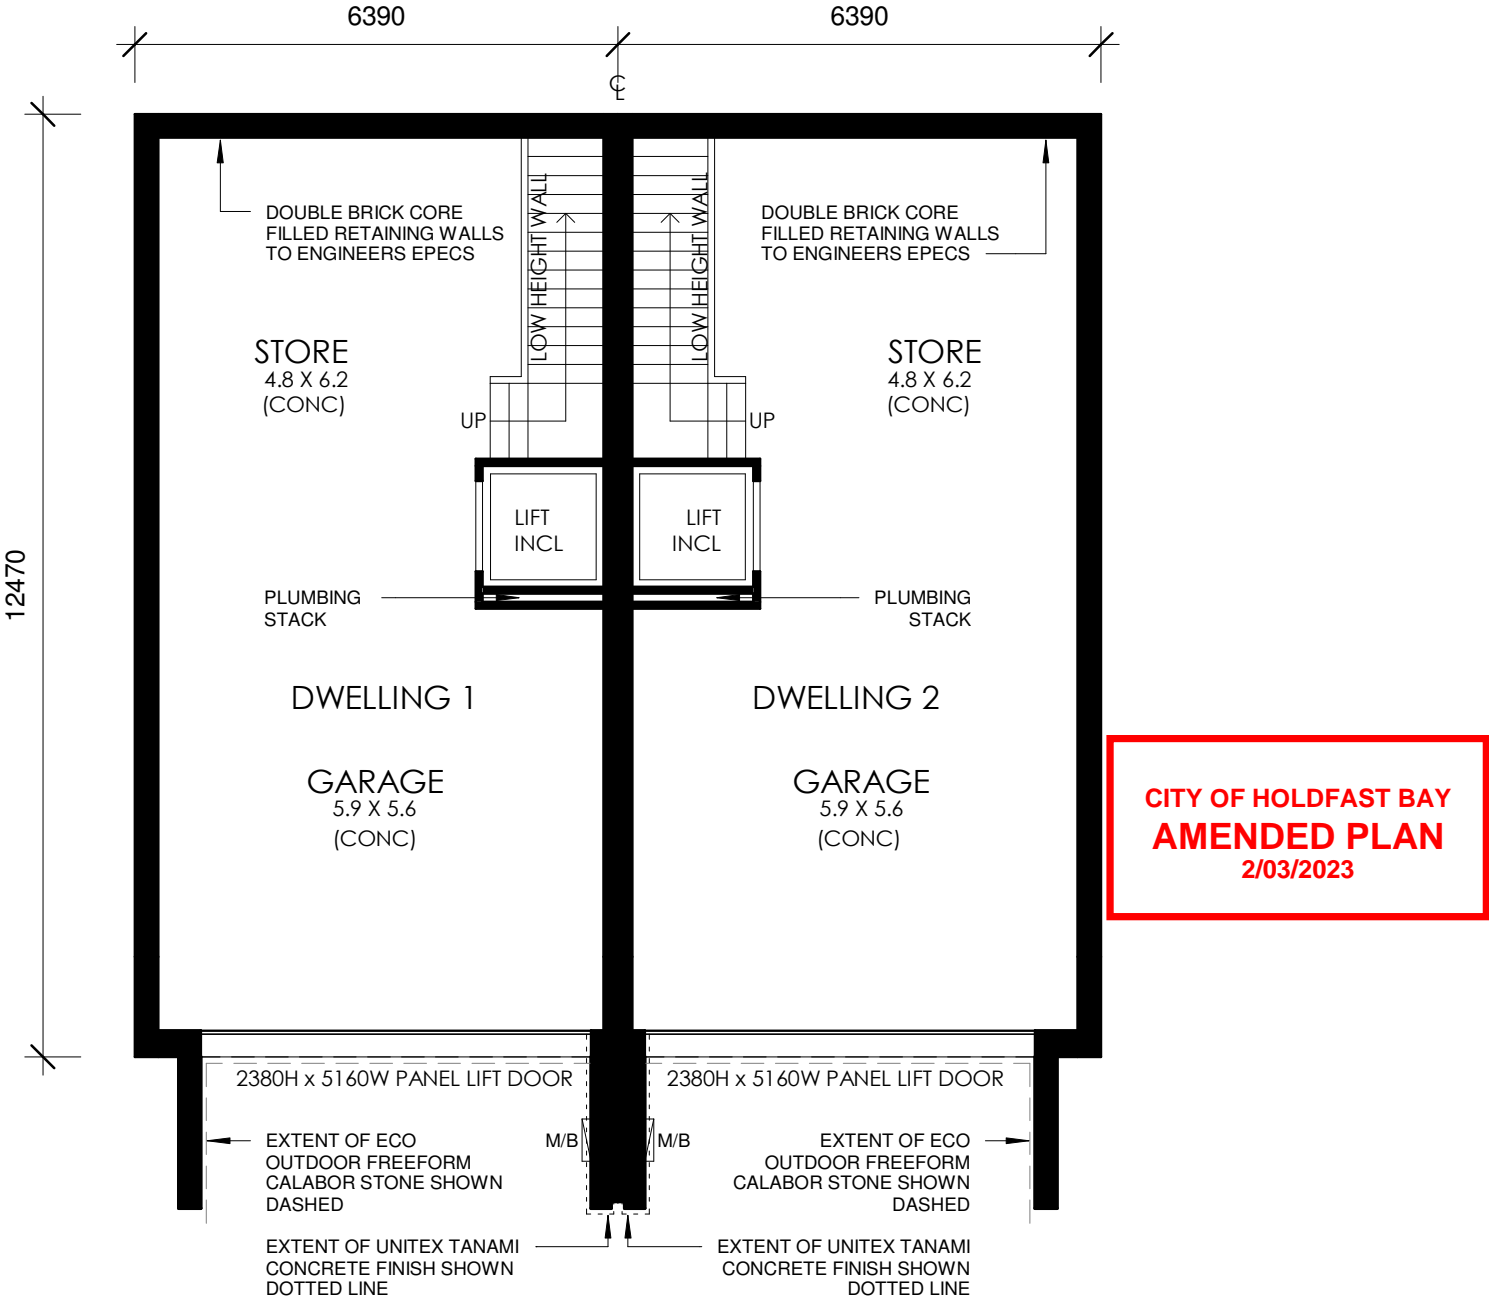 6390
6390
℄
12470
DOUBLE BRICK CORE
FILLED RETAINING WALLS
TO ENGINEERS EPECS
DOUBLE BRICK CORE
FILLED RETAINING WALLS
TO ENGINEERS EPECS
LOW HEIGHT WALL
LOW HEIGHT WALL
STORE
4.8 X 6.2
(CONC)
STORE
4.8 X 6.2
(CONC)
UP
UP
LIFT
INCL
LIFT
INCL
PLUMBING
STACK
PLUMBING
STACK
DWELLING 1
DWELLING 2
GARAGE
5.9 X 5.6
(CONC)
GARAGE
5.9 X 5.6
(CONC)
CITY OF HOLDFAST BAY
AMENDED PLAN
2/03/2023
2380H x 5160W PANEL LIFT DOOR
2380H x 5160W PANEL LIFT DOOR
M/B
M/B
EXTENT OF ECO
OUTDOOR FREEFORM
CALABOR STONE SHOWN
DASHED
EXTENT OF ECO
OUTDOOR FREEFORM
CALABOR STONE SHOWN
DASHED
EXTENT OF UNITEX TANAMI
CONCRETE FINISH SHOWN
DOTTED LINE
EXTENT OF UNITEX TANAMI
CONCRETE FINISH SHOWN
DOTTED LINE